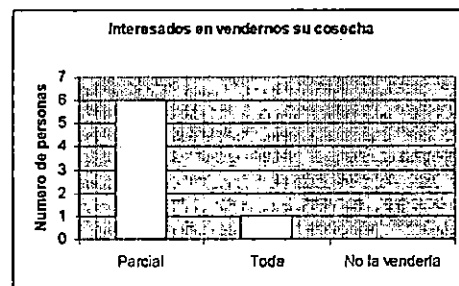 Interesados en vendernos su cosecha
Numero de personas
7
6
5
4
3
2
1
0
Parcial
Toda
No la vendería